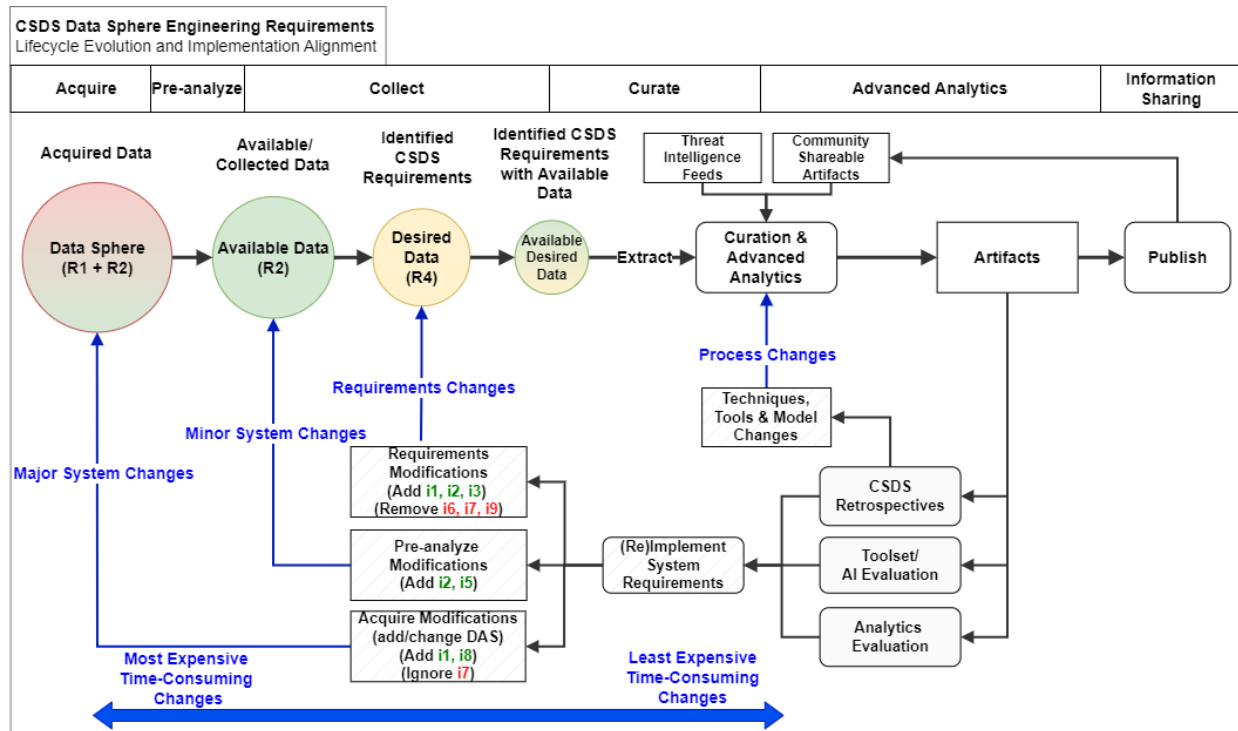 CSDS Data Sphere Engineering Requirements
Lifecycle Evolution and Implementation Alignment
Acquire
Pre-analyze
Collect
Curate
Advanced Analytics
Information
Sharing
Acquired Data
Available/
Collected Data
Identified
CSDS
Requirements
Identified CSDS
Requirements
with Available
Data
Threat
Intelligence
Feeds
Community
Shareable
Artifacts
Data Sphere
(R1 + R2)
Available Data
(R2)
Desired
Data
(R4)
Available
Desired
Data
Extract
Curation &
Advanced
Analytics
Artifacts
Publish
Process Changes
Requirements Changes
Minor System Changes
Major System Changes
Techniques,
Tools & Model
Changes
Requirements
Modifications
(Add i1, i2, i3)
(Remove i6, i7, i9)
Pre-analyze
Modifications
(Add i2, i5)
Acquire Modifications
(add/change DAS)
(Add i1, i8)
(Ignore i7)
(Re)Implement
System
Requirements
CSDS
Retrospectives
Toolset/
AI Evaluation
Analytics
Evaluation
Most Expensive
Time-Consuming
Changes
Least Expensive
Time-Consuming
Changes